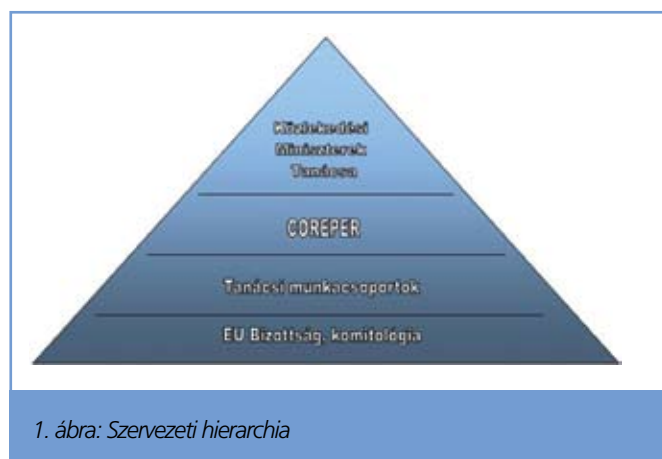 Közlekedési
Miniszterek
Tanácsa
COREPER
Tanácsi munkacsoportok
EU Bizottság, komitológia
1. ábra: Szervezeti hierarchia